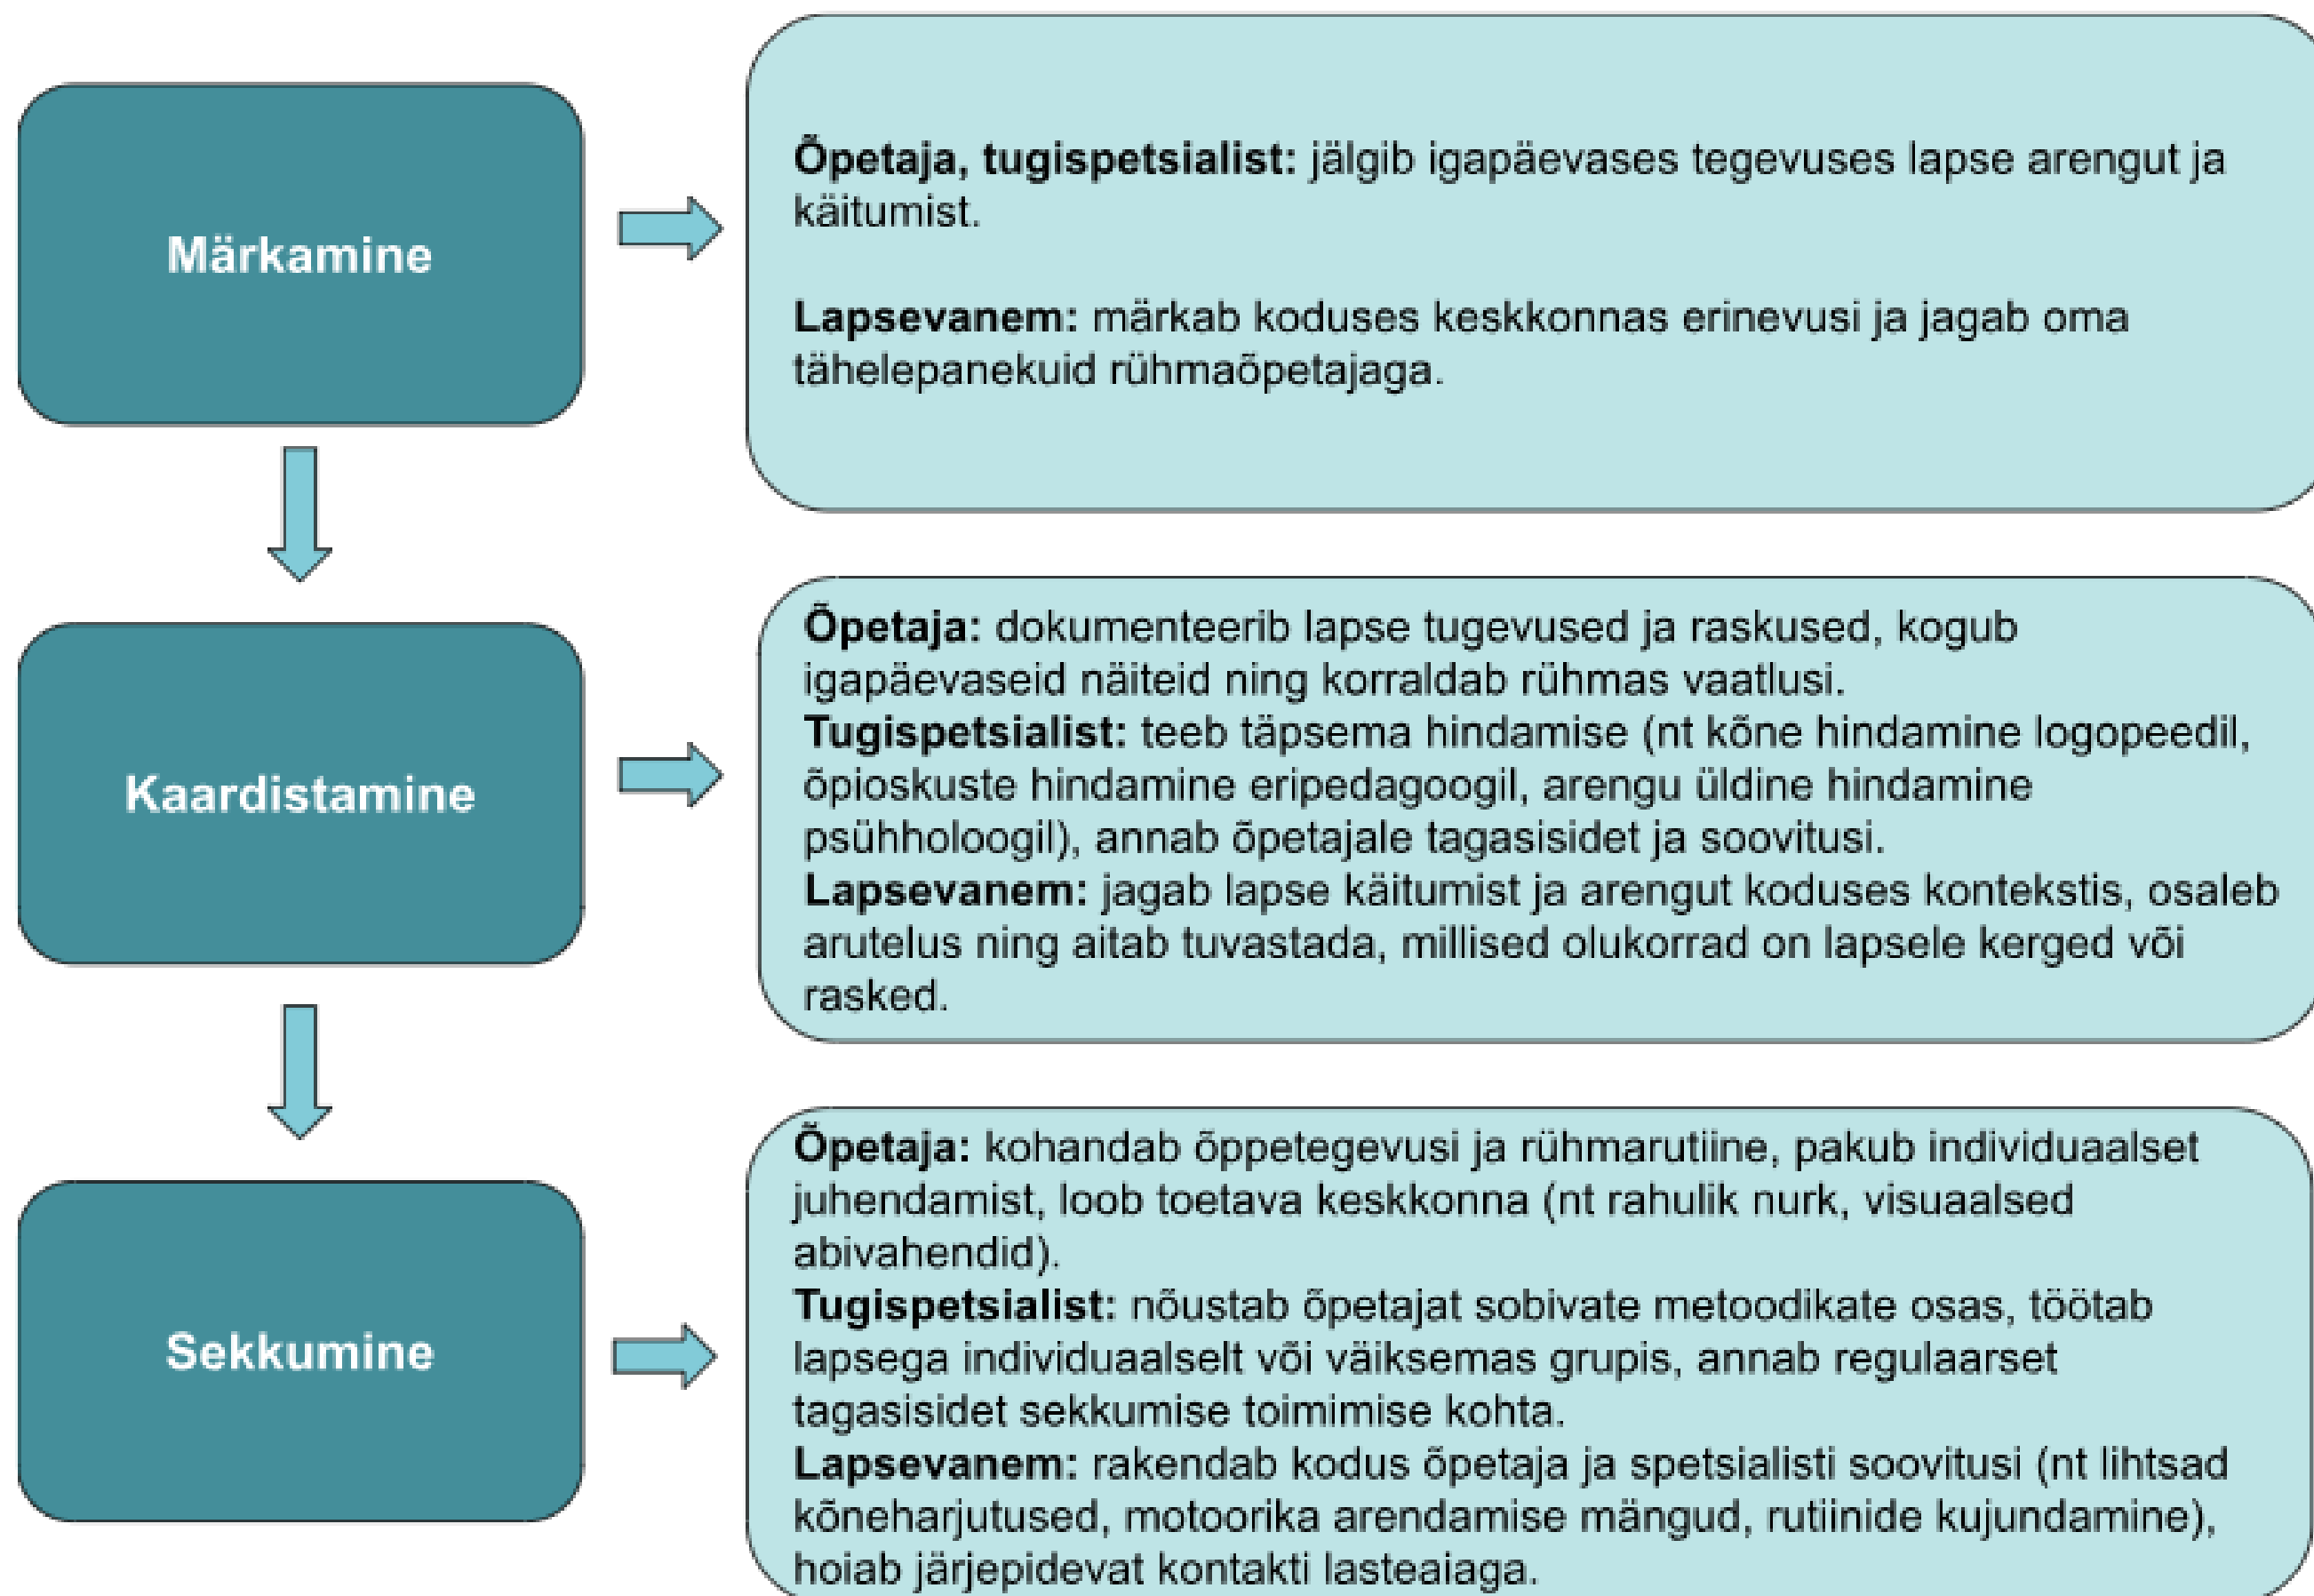 Märkamine
Õpetaja, tugispetsialist: jälgib igapäevases tegevuses lapse arengut ja
käitumist.
Lapsevanem: märkab koduses keskkonnas erinevusi ja jagab oma
tähelepanekuid rühmaõpetajaga.
Kaardistamine
Õpetaja: dokumenteerib lapse tugevused ja raskused, kogub
igapäevaseid näiteid ning korraldab rühmas vaatlusi.
Tugispetsialist: teeb täpsema hindamise (nt kõne hindamine logopeedil,
õpioskuste hindamine eripedagoogil, arengu üldine hindamine
psühholoogil), annab õpetajale tagasisidet ja soovitusi.
Lapsevanem: jagab lapse käitumist ja arengut koduses kontekstis, osaleb
arutelus ning aitab tuvastada, millised olukorrad on lapsele kerged või
rasked.
Sekkumine
Õpetaja: kohandab õppetegevusi ja rühmarutiine, pakub individuaalset
juhendamist, loob toetava keskkonna (nt rahulik nurk, visuaalsed
abivahendid).
Tugispetsialist: nõustab õpetajat sobivate metoodikate osas, töötab
lapsega individuaalselt või väiksemas grupis, annab regulaarset
tagasisidet sekkumise toimimise kohta.
Lapsevanem: rakendab kodus õpetaja ja spetsialisti soovitusi (nt lihtsad
kõneharjutused, motoorika arendamise mängud, rutiinide kujundamine),
hoiab järjepidevat kontakti lasteaiaga.